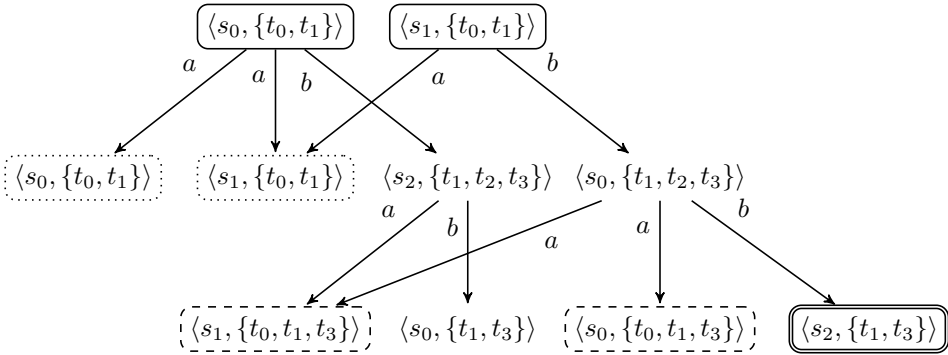 ⟨s₀, {t₀, t₁}⟩ ⟨s₁, {t₀, t₁}⟩
a a b a b
⟨s₀, {t₀, t₁}⟩ ⟨s₁, {t₀, t₁}⟩ ⟨s₂, {t₁, t₂, t₃}⟩ ⟨s₀, {t₁, t₂, t₃}⟩
a b a a b
⟨s₁, {t₀, t₁, t₃}⟩ ⟨s₀, {t₁, t₃}⟩ ⟨s₀, {t₀, t₁, t₃}⟩ ⟨s₂, {t₁, t₃}⟩